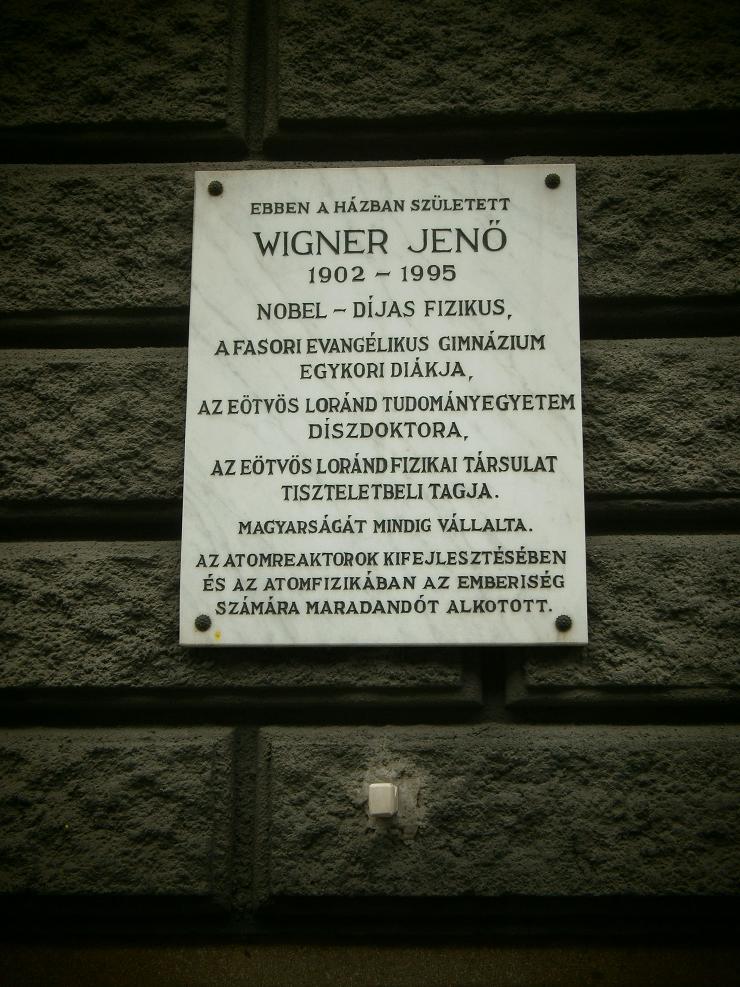 EBBEN A HÁZBAN SZÜLETETT
WIGNER JENŐ
1902 – 1995
NOBEL – DÍJAS FIZIKUS,
A FASORI EVANGÉLIKUS GIMNÁZIUM
EGYKORI DIÁKJA,
AZ EÖTVÖS LORÁND TUDOMÁNYEGYETEM
DÍSZDOKTORA,
AZ EÖTVÖS LORÁND FIZIKAI TÁRSULAT
TISZTELETBELI TAGJA.
MAGYARSÁGÁT MINDIG VÁLLALTA.
AZ ATOMREAKTOROK KIFEJLESZTÉSÉBEN
ÉS AZ ATOMFIZIKÁBAN AZ EMBERISÉG
SZÁMÁRA MARADANDÓT ALKOTOTT.